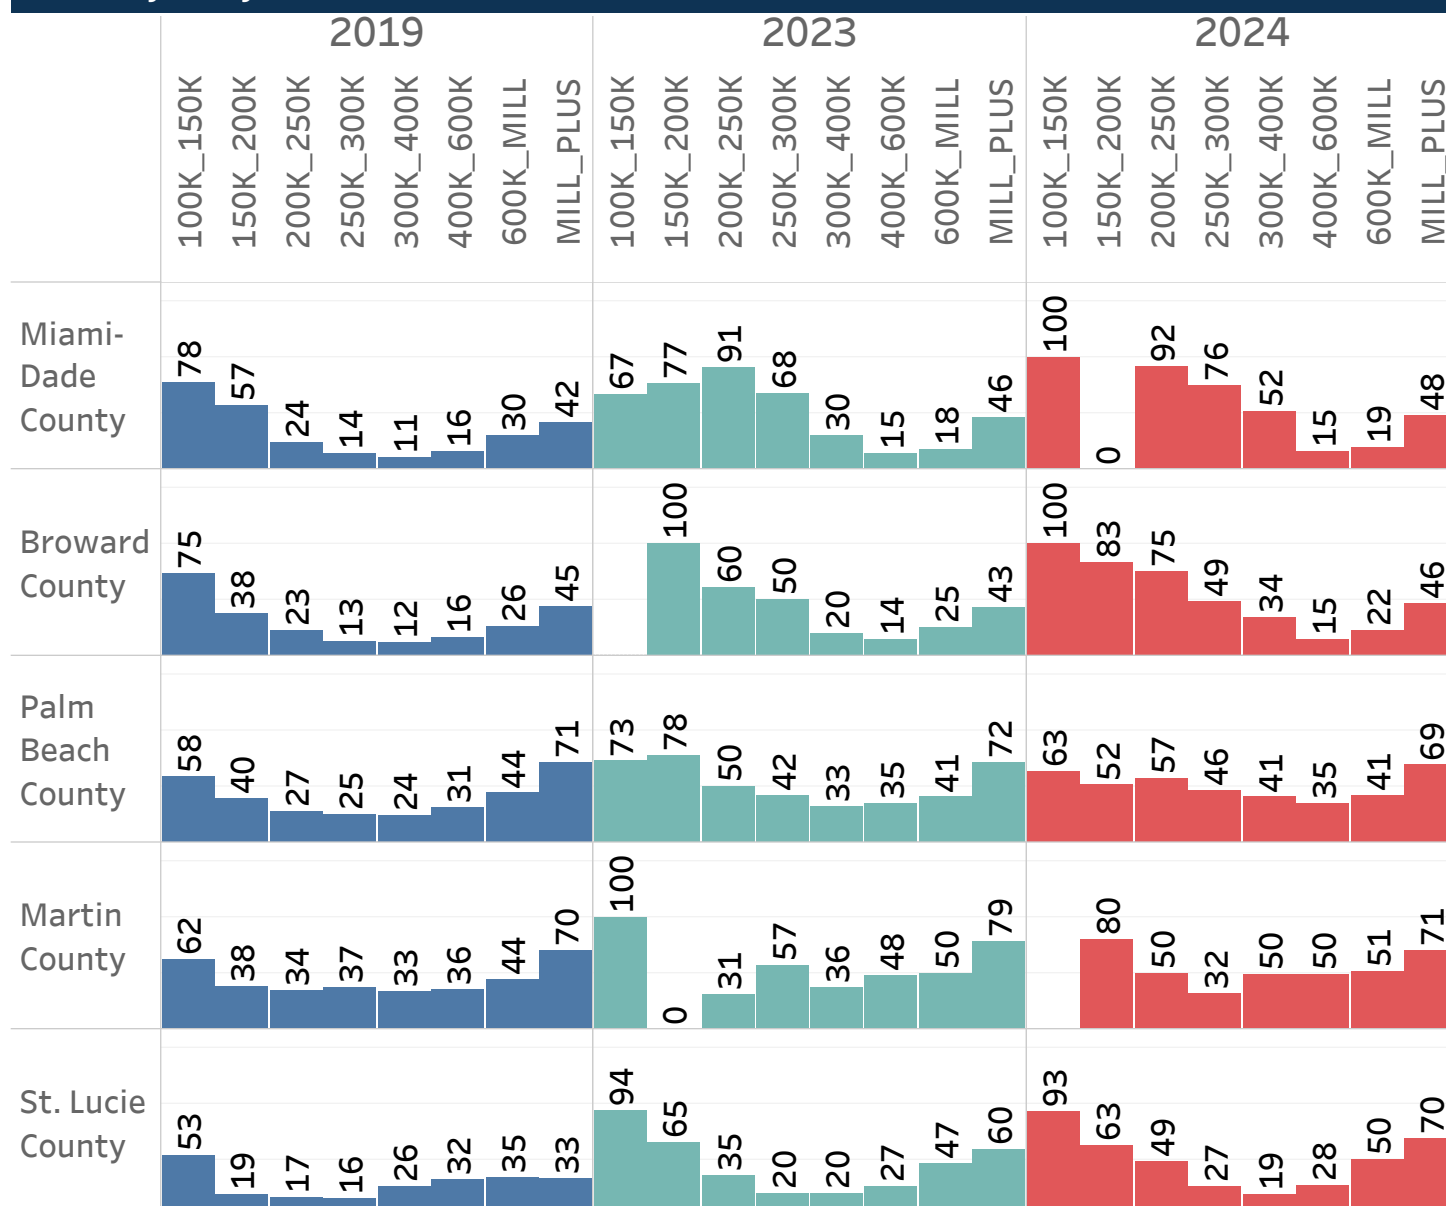 2019 2023 2024
100K_150K 150K_200K 200K_250K 250K_300K 300K_400K 400K_600K 600K_MILL MILL_PLUS 100K_150K 150K_200K 200K_250K 250K_300K 300K_400K 400K_600K 600K_MILL MILL_PLUS 100K_150K 150K_200K 200K_250K 250K_300K 300K_400K 400K_600K 600K_MILL MILL_PLUS
Miami-
Dade
County
78 57 24 14 11 16 30 42 67 77 91 68 30 15 18 46 100 0 92 76 52 15 19 48
Broward
County
75 38 23 13 12 16 26 45 100 60 50 20 14 25 43 100 83 75 49 34 15 22 46
Palm
Beach
County
58 40 27 25 24 31 44 71 73 78 50 42 33 35 41 72 63 52 57 46 41 35 41 69
Martin
County
62 38 34 37 33 36 44 70 100 0 31 57 36 48 50 79 80 50 32 50 50 51 71
St. Lucie
County
53 19 17 16 26 32 35 33 94 65 35 20 20 27 47 60 93 63 49 27 19 28 50 70